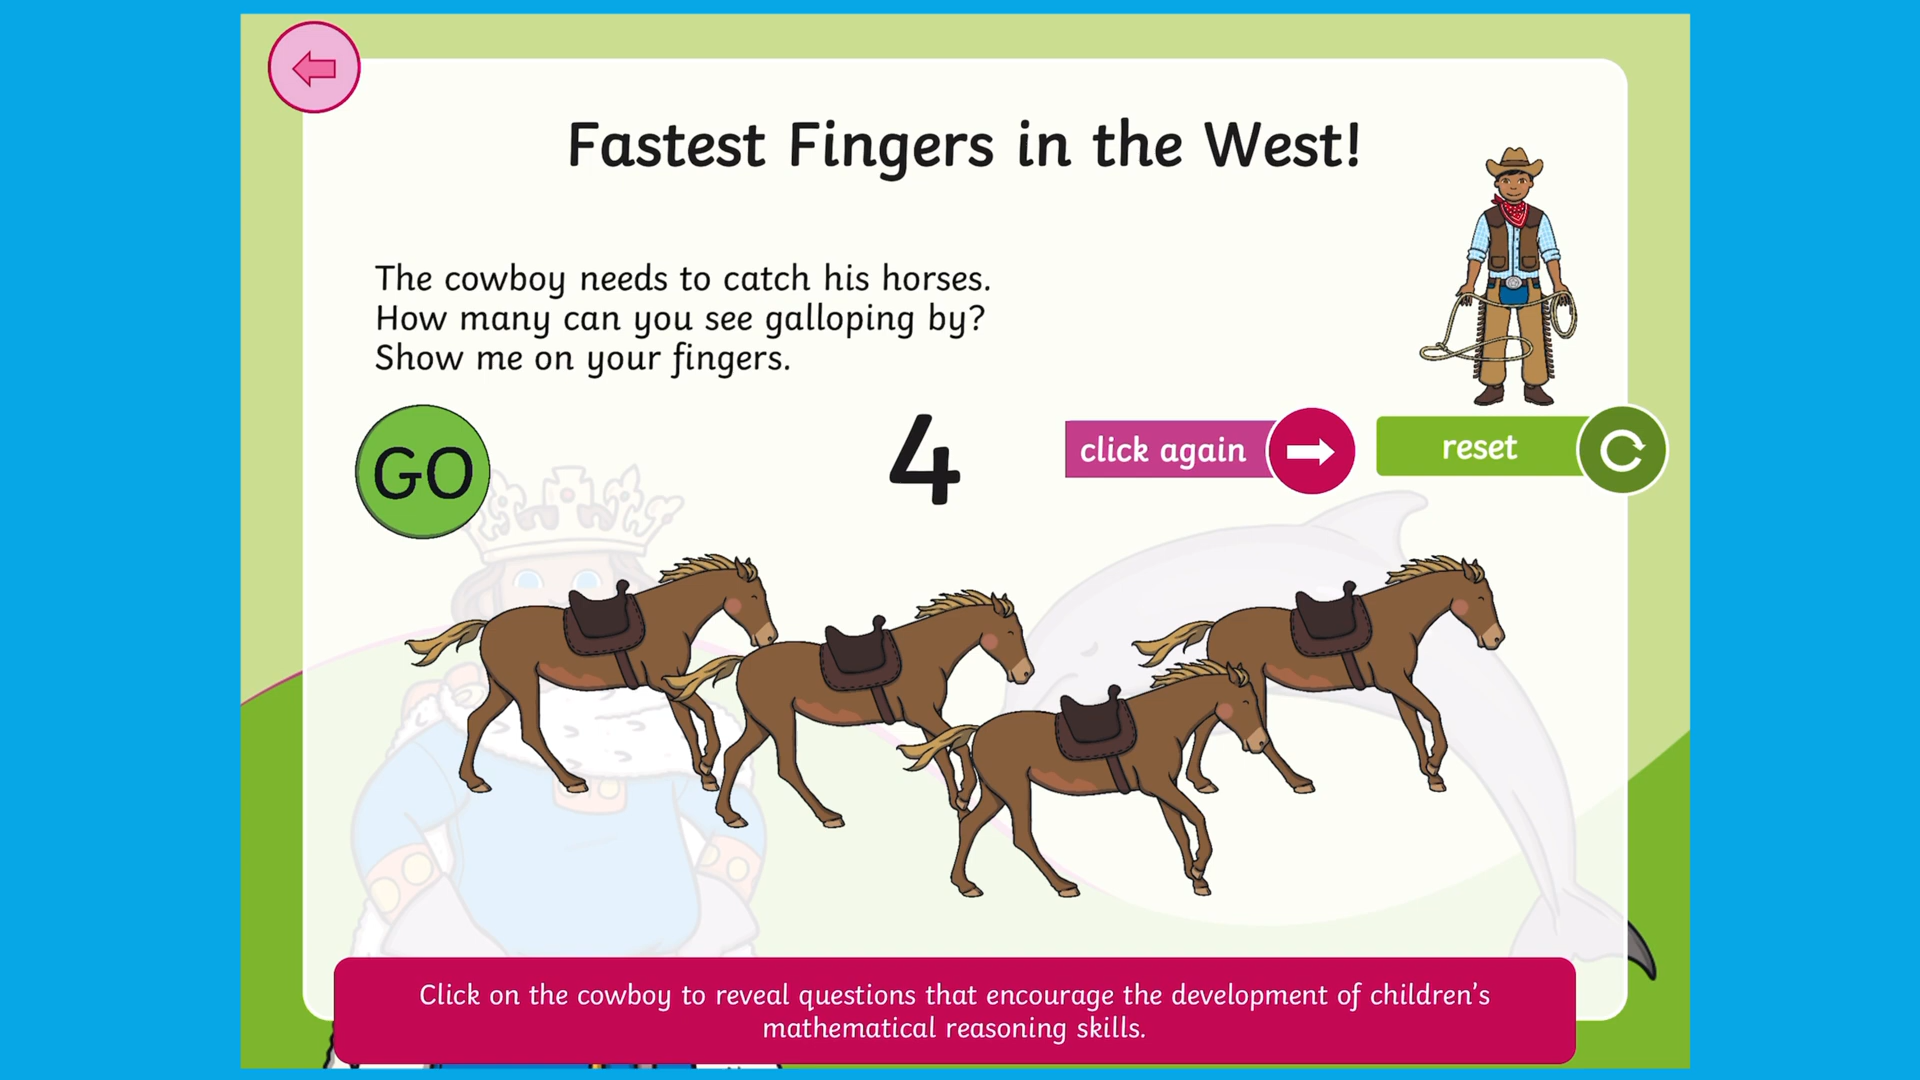 Fastest Fingers in the West!
The cowboy needs to catch his horses.
How many can you see galloping by?
Show me on your fingers.
GO
4
click again
reset
Click on the cowboy to reveal questions that encourage the development of children's
mathematical reasoning skills.